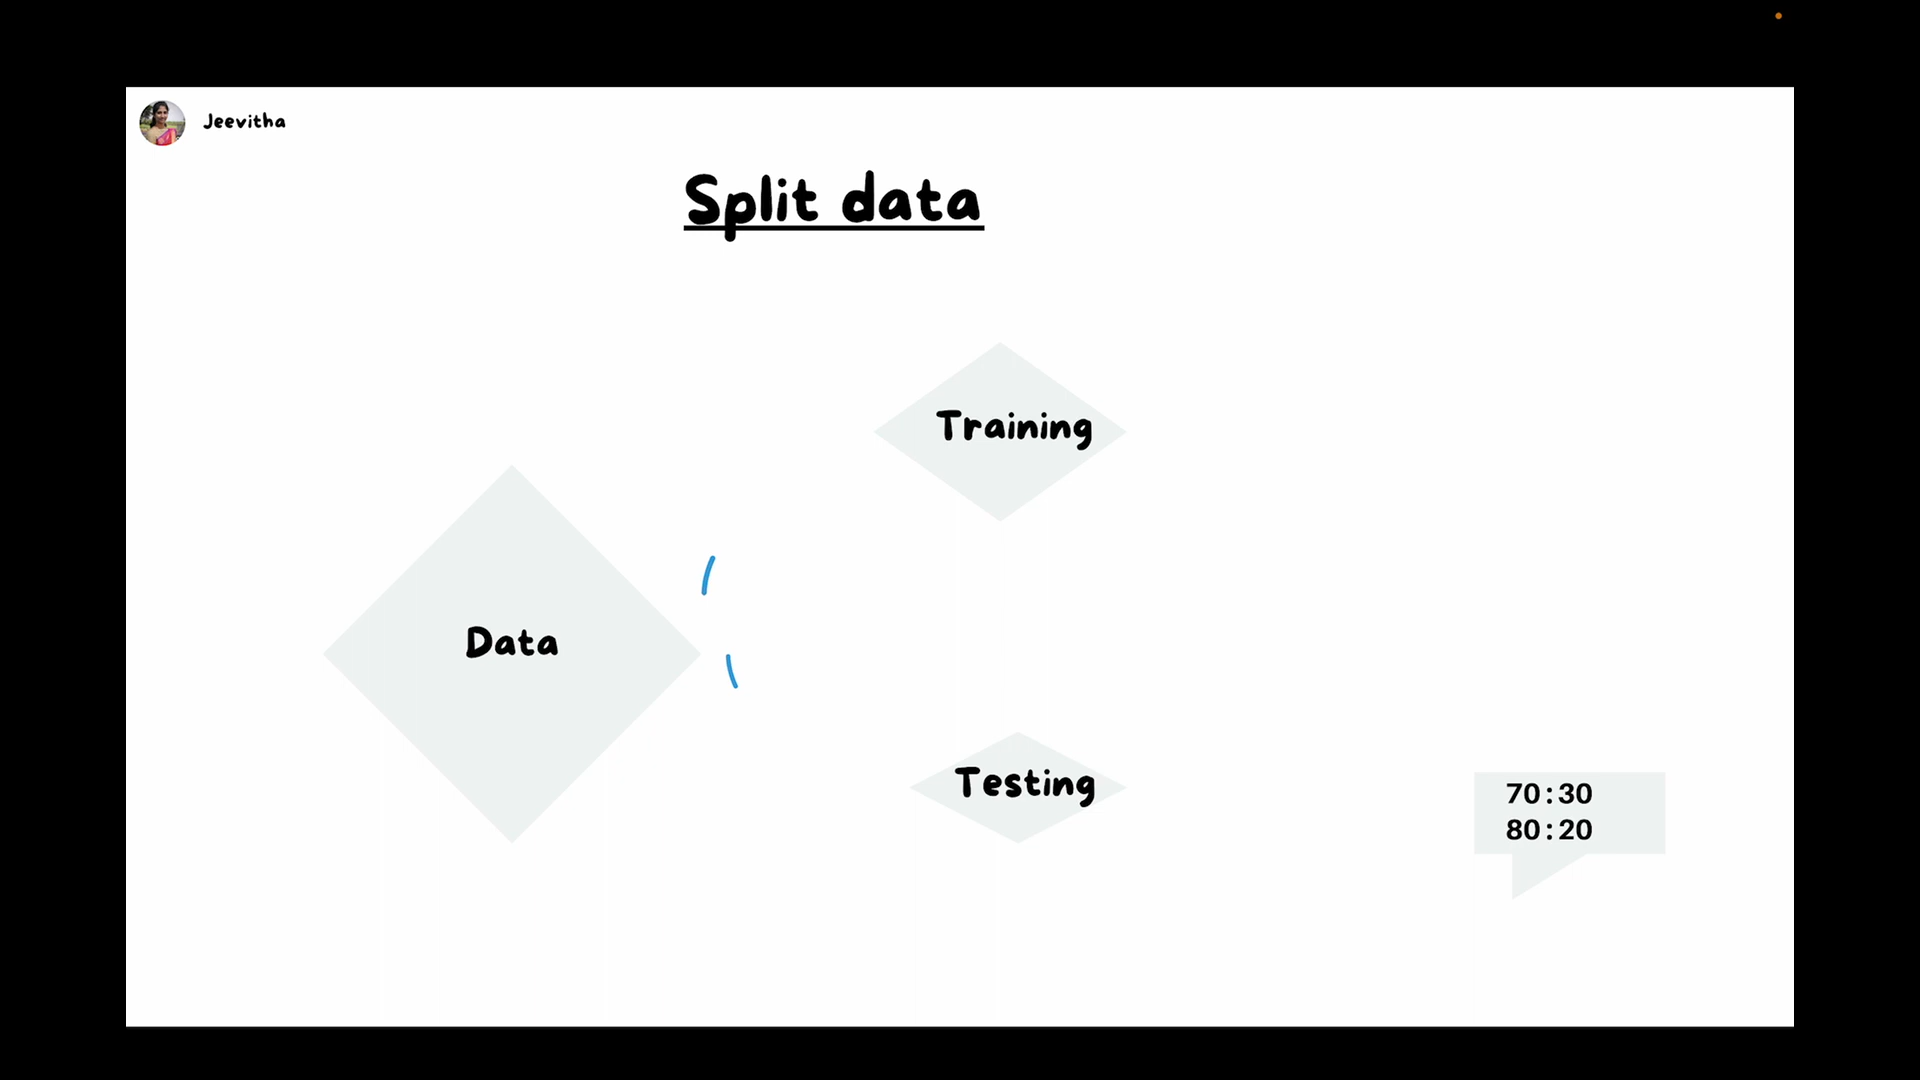 Jeevitha
Split data
Training
Data
Testing
70:30
80:20